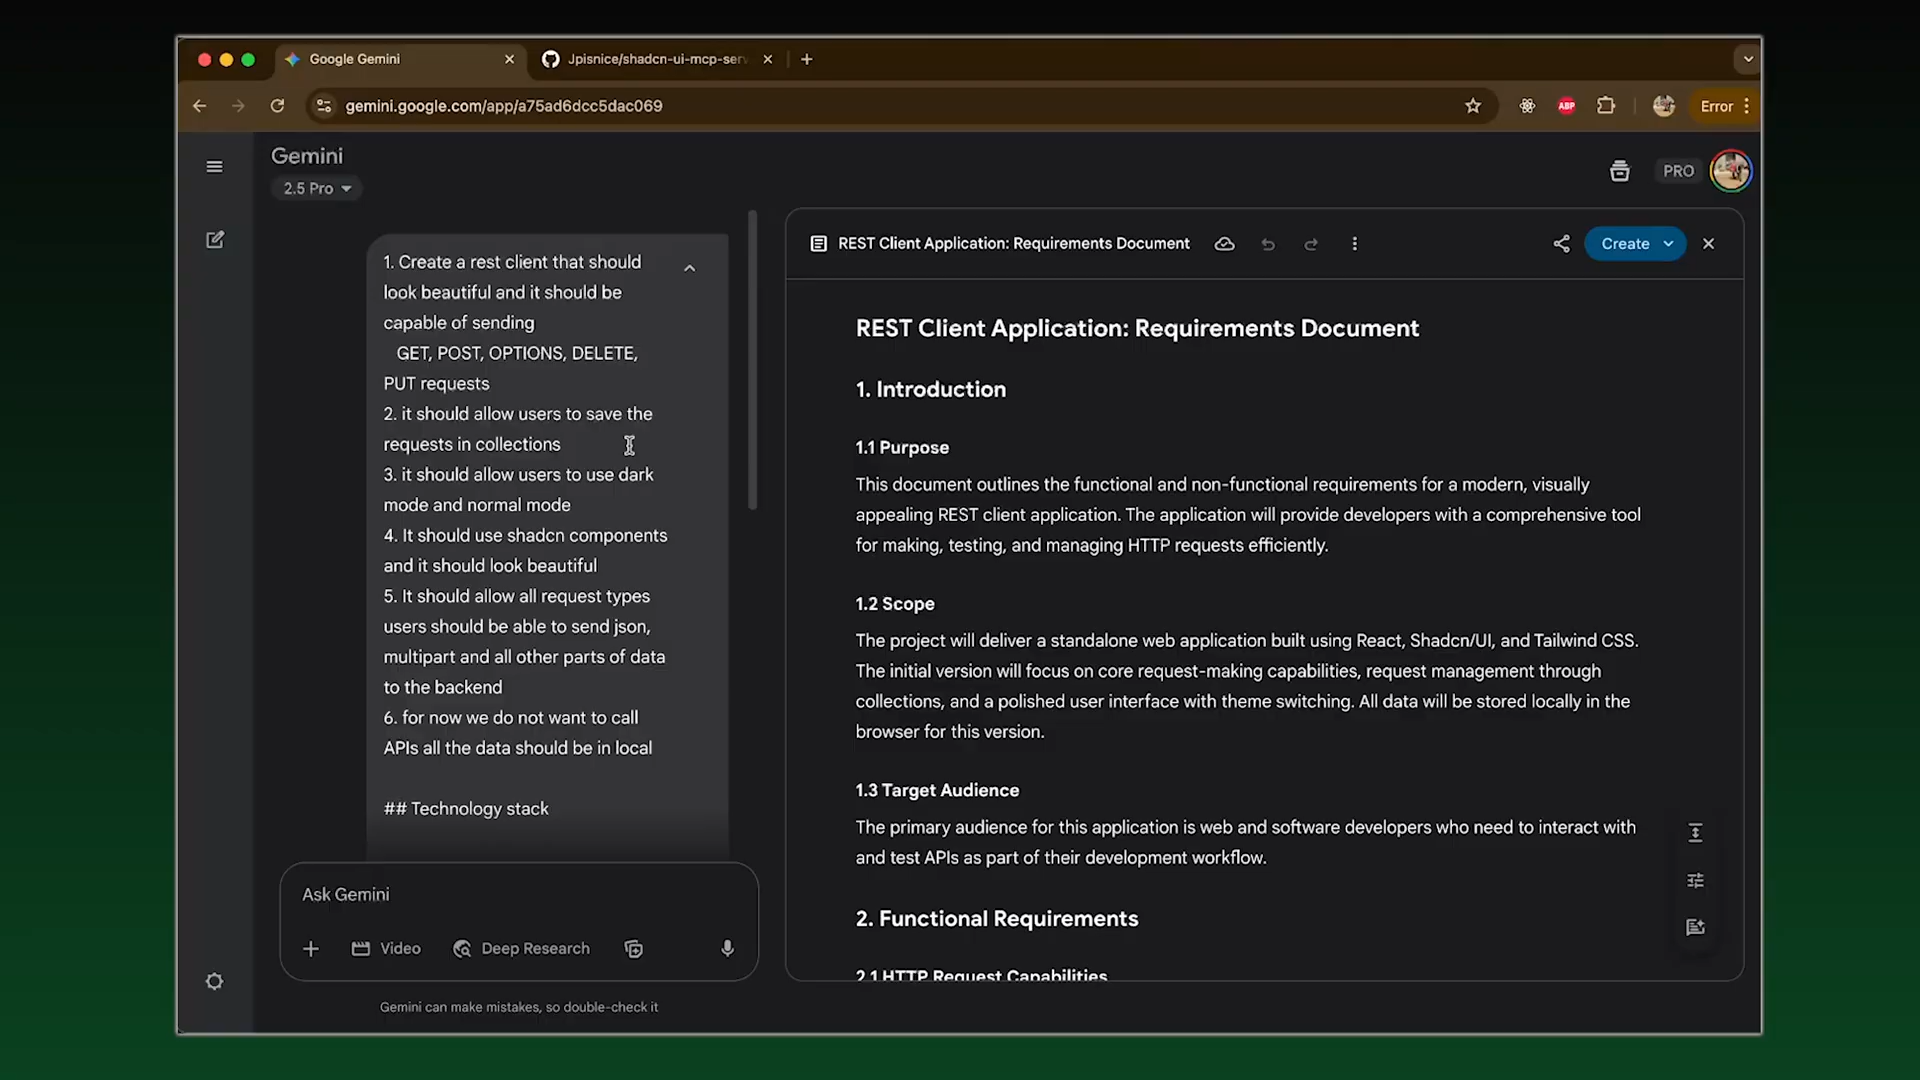 Google Gemini
Jpisnice/shadcn-ui-mcp-ser
gemini.google.com/app/a75ad6dcc5dac069
ABP
Error
Gemini
2.5 Pro
PRO
1. Create a rest client that should
look beautiful and it should be
capable of sending
GET, POST, OPTIONS, DELETE,
PUT requests
2. it should allow users to save the
requests in collections
3. it should allow users to use dark
mode and normal mode
4. It should use shadcn components
and it should look beautiful
5. It should allow all request types
users should be able to send json,
multipart and all other parts of data
to the backend
6. for now we do not want to call
APIs all the data should be in local
## Technology stack
Ask Gemini
Video
Deep Research
Gemini can make mistakes, so double-check it
REST Client Application: Requirements Document
Create
REST Client Application: Requirements Document
1. Introduction
1.1 Purpose
This document outlines the functional and non-functional requirements for a modern, visually
appealing REST client application. The application will provide developers with a comprehensive tool
for making, testing, and managing HTTP requests efficiently.
1.2 Scope
The project will deliver a standalone web application built using React, Shadcn/UI, and Tailwind CSS.
The initial version will focus on core request-making capabilities, request management through
collections, and a polished user interface with theme switching. All data will be stored locally in the
browser for this version.
1.3 Target Audience
The primary audience for this application is web and software developers who need to interact with
and test APIs as part of their development workflow.
2. Functional Requirements
2.1 HTTP Request Capabilities